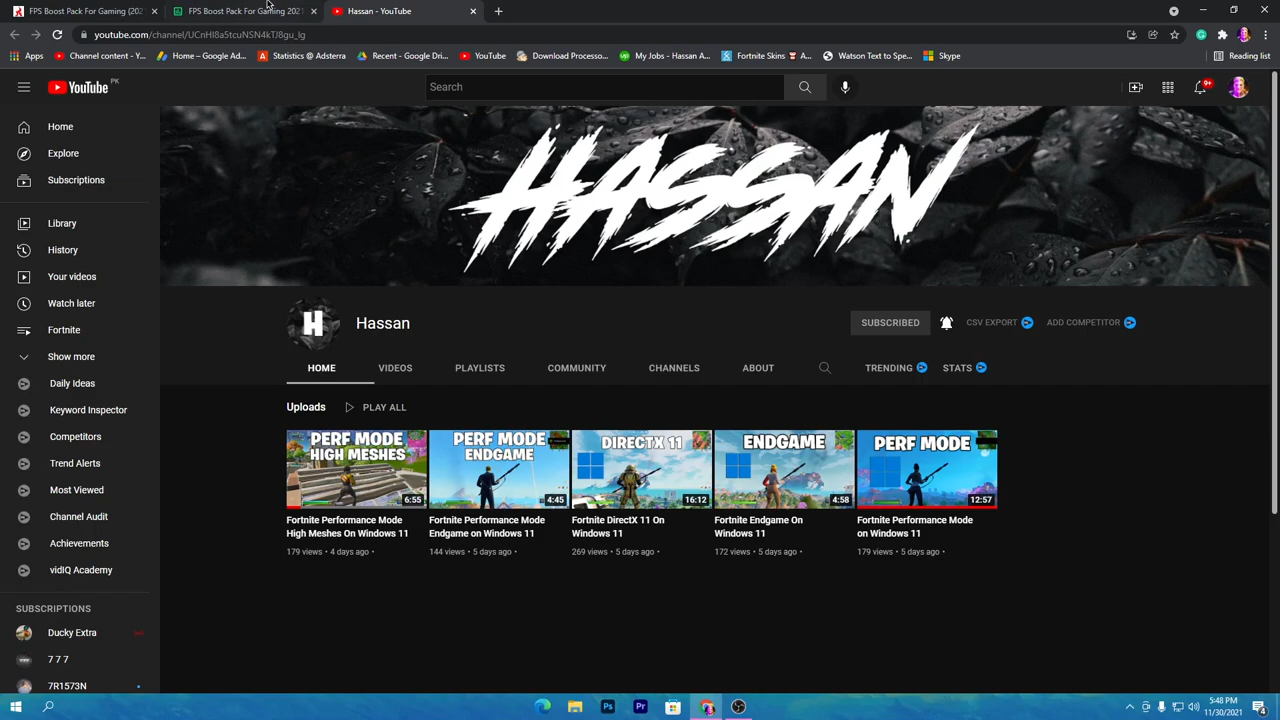 FPS Boost Pack For Gaming (202
FPS Boost Pack For Gaming 2021
Hassan - YouTube
youtube.com/channel/UCnHI8a5tcuNSN4kTJ8gu_lg
Apps
Channel content - Y...
Home – Google Ad...
Statistics @ Adsterra
Recent - Google Dri...
YouTube
Download Processo...
My Jobs - Hassan A...
Fortnite Skins
Watson Text to Spe...
Skype
Reading list
YouTube PK
Search
9+
Home
Explore
Subscriptions
Library
History
Your videos
Watch later
Fortnite
Show more
Daily Ideas
Keyword Inspector
Competitors
Trend Alerts
Most Viewed
Channel Audit
Achievements
vidIQ Academy
SUBSCRIPTIONS
Ducky Extra
7 7 7
7R1573N
HASSAN
H
Hassan
SUBSCRIBED
CSV EXPORT
ADD COMPETITOR
HOME
VIDEOS
PLAYLISTS
COMMUNITY
CHANNELS
ABOUT
TRENDING
STATS
Uploads
PLAY ALL
PERF MODE
HIGH MESHES
6:55
Fortnite Performance Mode
High Meshes On Windows 11
179 views • 4 days ago •
PERF MODE
ENDGAME
4:45
Fortnite Performance Mode
Endgame on Windows 11
144 views • 5 days ago •
DIRECTX 11
16:12
Fortnite DirectX 11 On
Windows 11
269 views • 5 days ago •
ENDGAME
4:58
Fortnite Endgame On
Windows 11
172 views • 5 days ago •
PERF MODE
12:57
Fortnite Performance Mode
on Windows 11
179 views • 5 days ago •
Ps
Pr
5:48 PM
11/30/2021
4